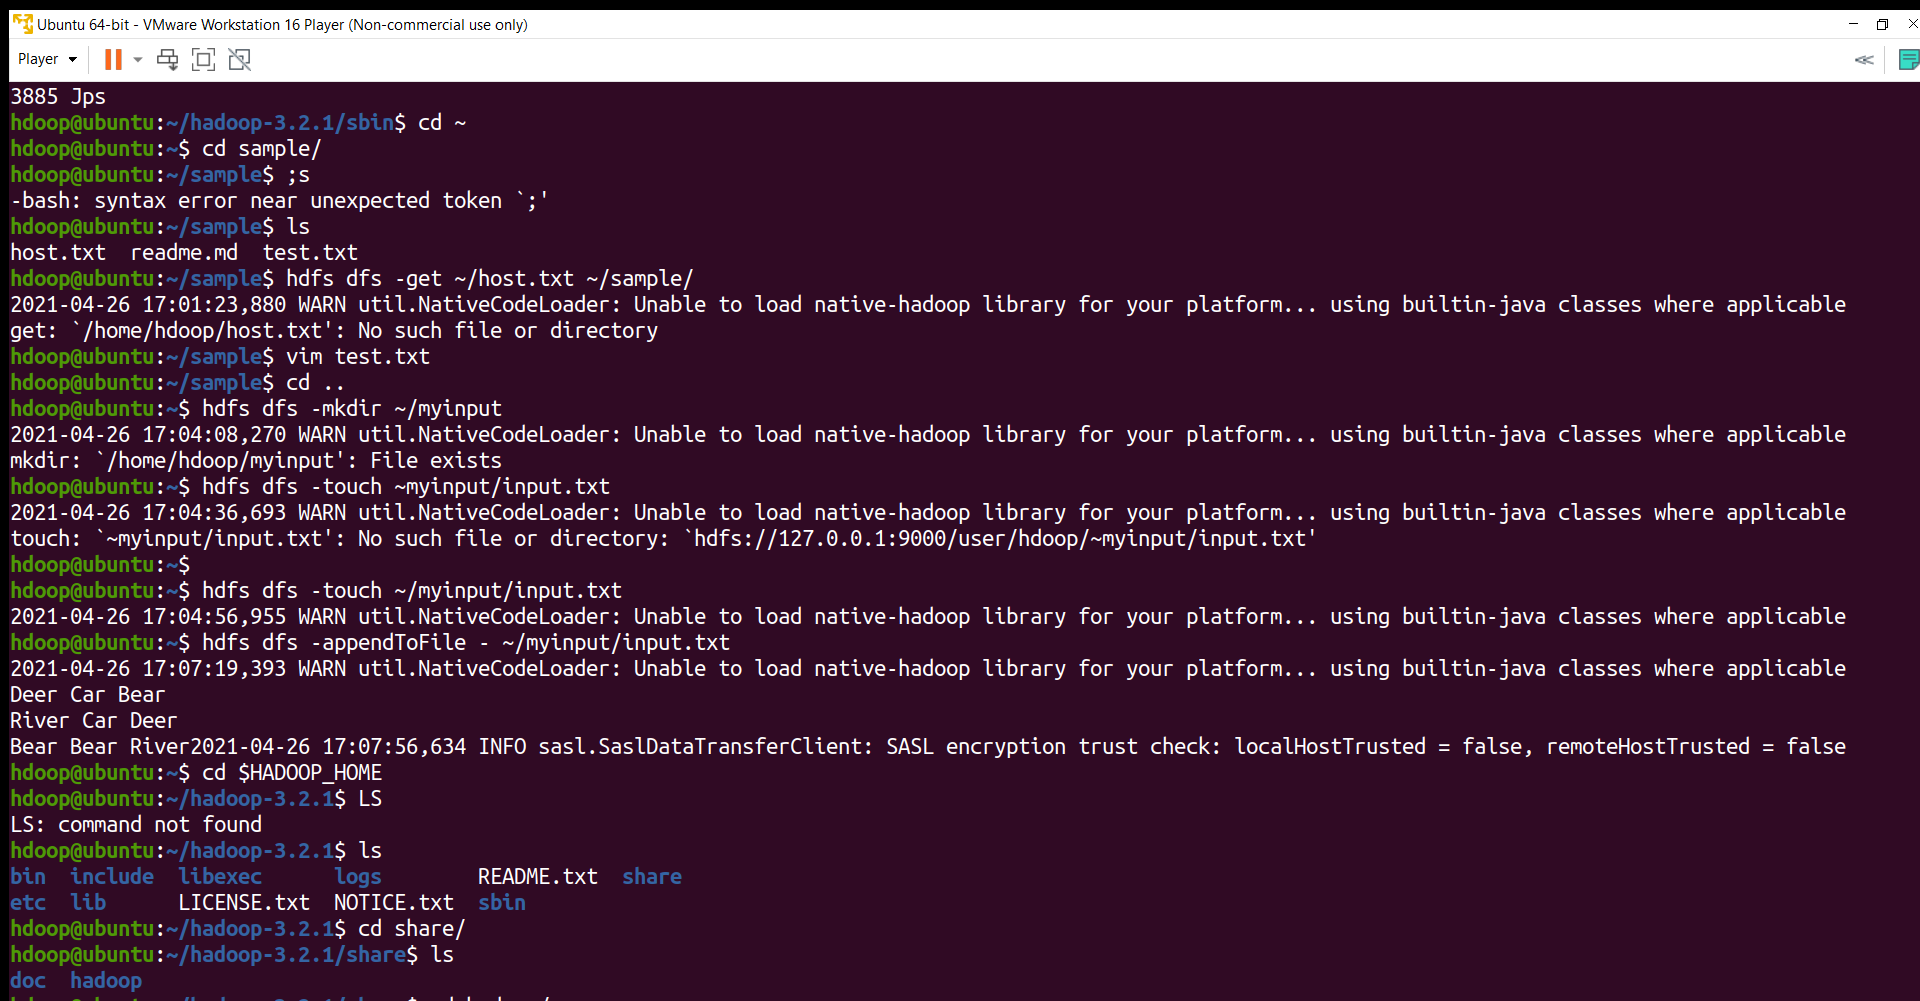 Ubuntu 64-bit - VMware Workstation 16 Player (Non-commercial use only)
Player
3885 Jps
hdoop@ubuntu:~/hadoop-3.2.1/sbin$ cd ~
hdoop@ubuntu:~$ cd sample/
hdoop@ubuntu:~/sample$ ;s
-bash: syntax error near unexpected token `;'
hdoop@ubuntu:~/sample$ ls
host.txt  readme.md  test.txt
hdoop@ubuntu:~/sample$ hdfs dfs -get ~/host.txt ~/sample/
2021-04-26 17:01:23,880 WARN util.NativeCodeLoader: Unable to load native-hadoop library for your platform... using builtin-java classes where applicable
get: `/home/hdoop/host.txt': No such file or directory
hdoop@ubuntu:~/sample$ vim test.txt
hdoop@ubuntu:~/sample$ cd ..
hdoop@ubuntu:~$ hdfs dfs -mkdir ~/myinput
2021-04-26 17:04:08,270 WARN util.NativeCodeLoader: Unable to load native-hadoop library for your platform... using builtin-java classes where applicable
mkdir: `/home/hdoop/myinput': File exists
hdoop@ubuntu:~$ hdfs dfs -touch ~myinput/input.txt
2021-04-26 17:04:36,693 WARN util.NativeCodeLoader: Unable to load native-hadoop library for your platform... using builtin-java classes where applicable
touch: `~myinput/input.txt': No such file or directory: `hdfs://127.0.0.1:9000/user/hdoop/~myinput/input.txt'
hdoop@ubuntu:~$
hdoop@ubuntu:~$ hdfs dfs -touch ~/myinput/input.txt
2021-04-26 17:04:56,955 WARN util.NativeCodeLoader: Unable to load native-hadoop library for your platform... using builtin-java classes where applicable
hdoop@ubuntu:~$ hdfs dfs -appendToFile - ~/myinput/input.txt
2021-04-26 17:07:19,393 WARN util.NativeCodeLoader: Unable to load native-hadoop library for your platform... using builtin-java classes where applicable
Deer Car Bear
River Car Deer
Bear Bear River2021-04-26 17:07:56,634 INFO sasl.SaslDataTransferClient: SASL encryption trust check: localHostTrusted = false, remoteHostTrusted = false
hdoop@ubuntu:~$ cd $HADOOP_HOME
hdoop@ubuntu:~/hadoop-3.2.1$ LS
LS: command not found
hdoop@ubuntu:~/hadoop-3.2.1$ ls
bin  include  libexec      logs        README.txt  share
etc  lib      LICENSE.txt  NOTICE.txt  sbin
hdoop@ubuntu:~/hadoop-3.2.1$ cd share/
hdoop@ubuntu:~/hadoop-3.2.1/share$ ls
doc  hadoop